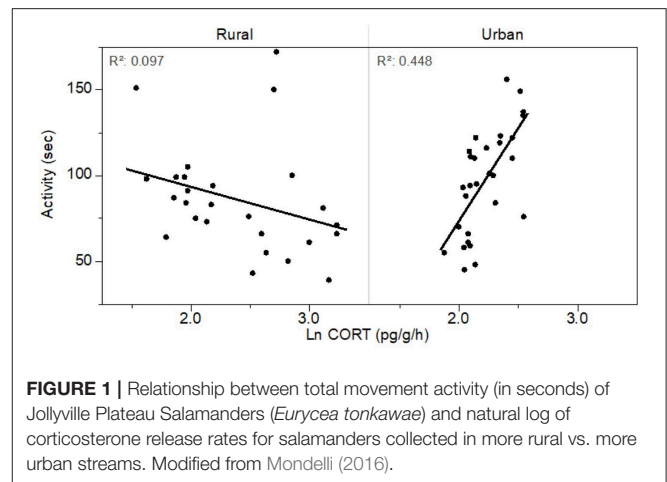 Rural Urban
R²: 0.097 R²: 0.448
150
100
50
Activity (sec)
2.0 3.0 2.0 3.0
Ln CORT (pg/g/h)
FIGURE 1 | Relationship between total movement activity (in seconds) of
Jollyville Plateau Salamanders (Eurycea tonkawae) and natural log of
corticosterone release rates for salamanders collected in more rural vs. more
urban streams. Modified from Mondelli (2016).